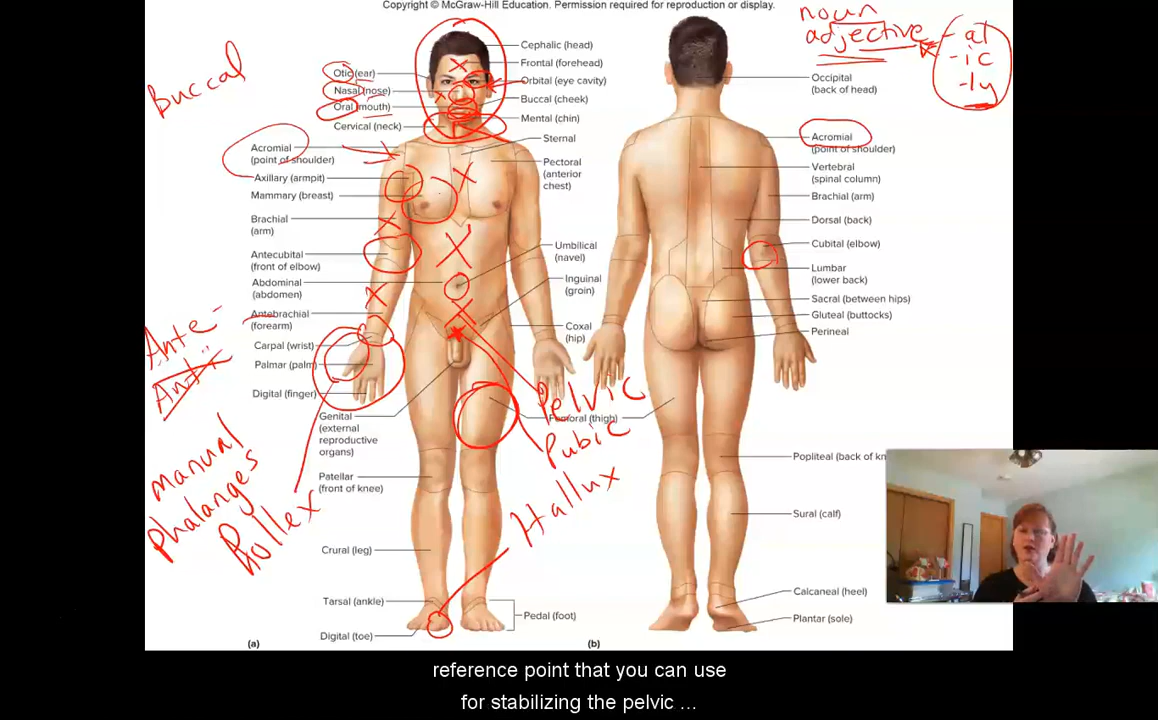 Copyright © McGraw-Hill Education. Permission required for reproduction or display.
noun
adjective
- al
- ic
- ly
Buccal
Cephalic (head)
Frontal (forehead)
Orbital (eye cavity)
Buccal (cheek)
Mental (chin)
Sternal
Pectoral
(anterior
chest)
Otic (ear)
Nasal (nose)
Oral (mouth)
Cervical (neck)
Acromial
(point of shoulder)
Axillary (armpit)
Mammary (breast)
Brachial
(arm)
Antecubital
(front of elbow)
Abdominal
(abdomen)
Antebrachial
(forearm)
Carpal (wrist)
Palmar (palm)
Digital (finger)
Genital
(external
reproductive
organs)
Patellar
(front of knee)
Crural (leg)
Tarsal (ankle)
Digital (toe)
Umbilical
(navel)
Inguinal
(groin)
Coxal
(hip)
Femoral (thigh)
Pedal (foot)
Ante-
Anti
manual
phalanges
Pollex
Pelvic
Pubic
Hallux
Occipital
(back of head)
Acromial
(point of shoulder)
Vertebral
(spinal column)
Brachial (arm)
Dorsal (back)
Cubital (elbow)
Lumbar
(lower back)
Sacral (between hips)
Gluteal (buttocks)
Perineal
Popliteal (back of kn
Sural (calf)
Calcaneal (heel)
Plantar (sole)
(a)
(b)
reference point that you can use
for stabilizing the pelvic ...